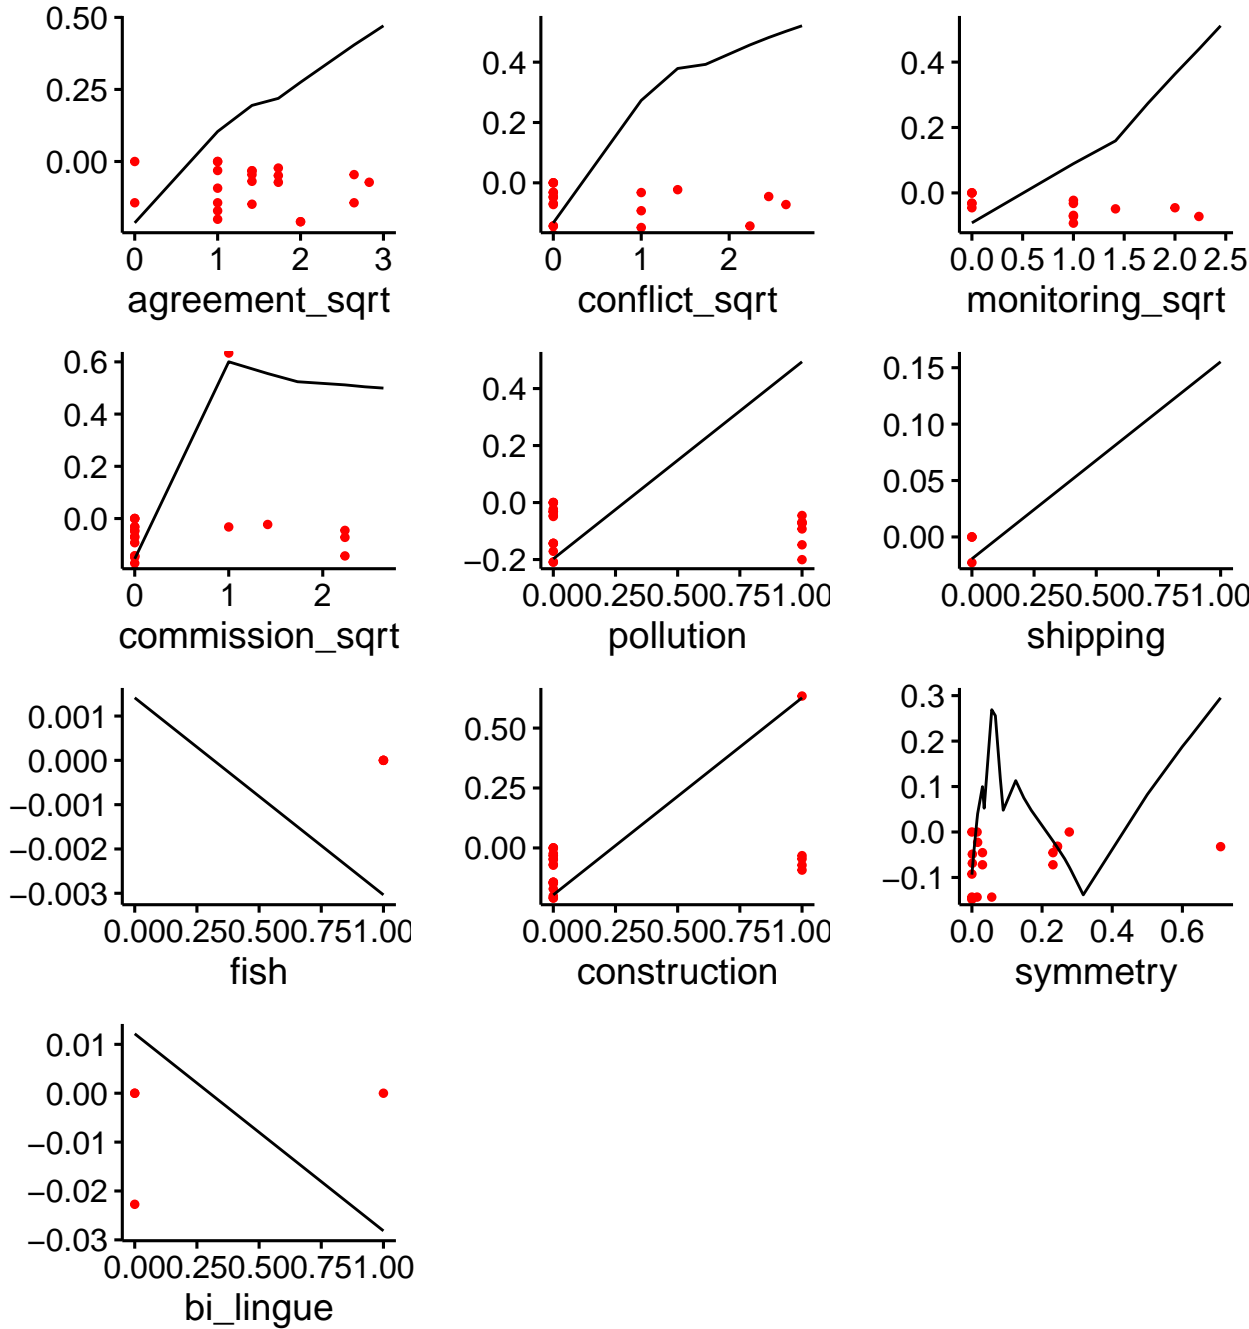 0.50
0.25
0.00
0 1 2 3
agreement_sqrt
0.4
0.2
0.0
0 1 2
conflict_sqrt
0.4
0.2
0.0
0.0 0.5 1.0 1.5 2.0 2.5
monitoring_sqrt
0.6
0.4
0.2
0.0
0 1 2
commission_sqrt
0.4
0.2
0.0
−0.2
0.000.250.500.751.00
pollution
0.15
0.10
0.05
0.00
0.000.250.500.751.00
shipping
0.001
0.000
−0.001
−0.002
−0.003
0.000.250.500.751.00
fish
0.50
0.25
0.00
0.000.250.500.751.00
construction
0.3
0.2
0.1
0.0
−0.1
0.0 0.2 0.4 0.6
symmetry
0.01
0.00
−0.01
−0.02
−0.03
0.000.250.500.751.00
bi_lingue